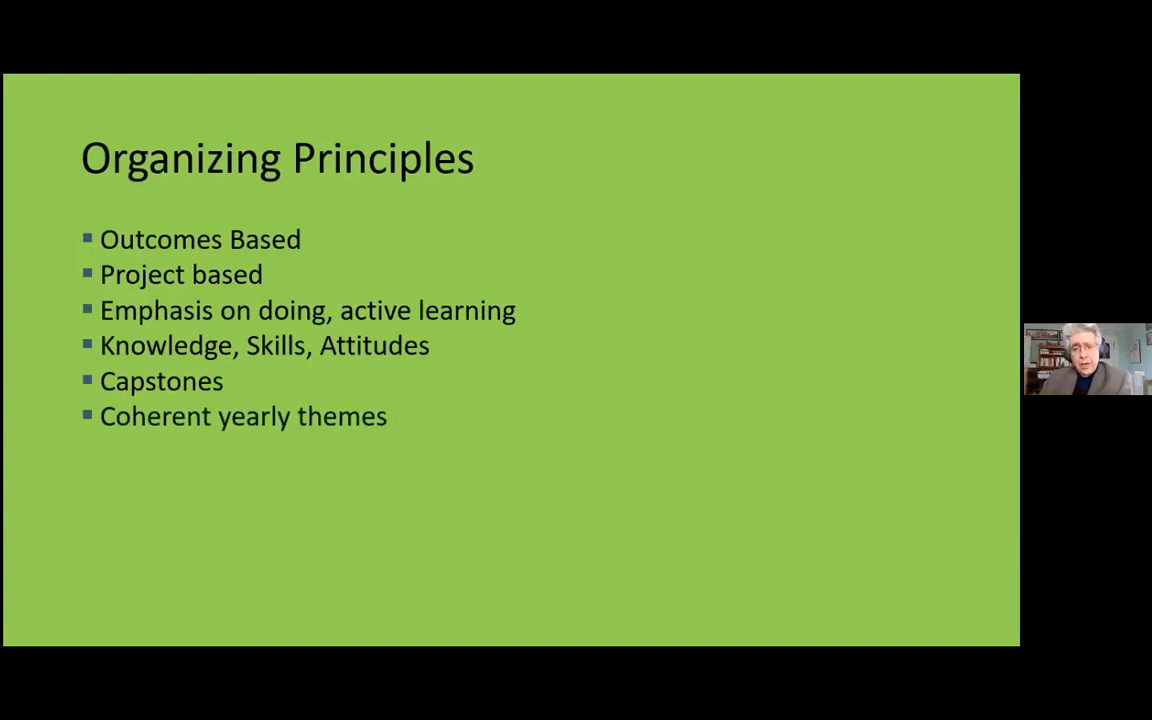 Organizing Principles
Outcomes Based
Project based
Emphasis on doing, active learning
Knowledge, Skills, Attitudes
Capstones
Coherent yearly themes